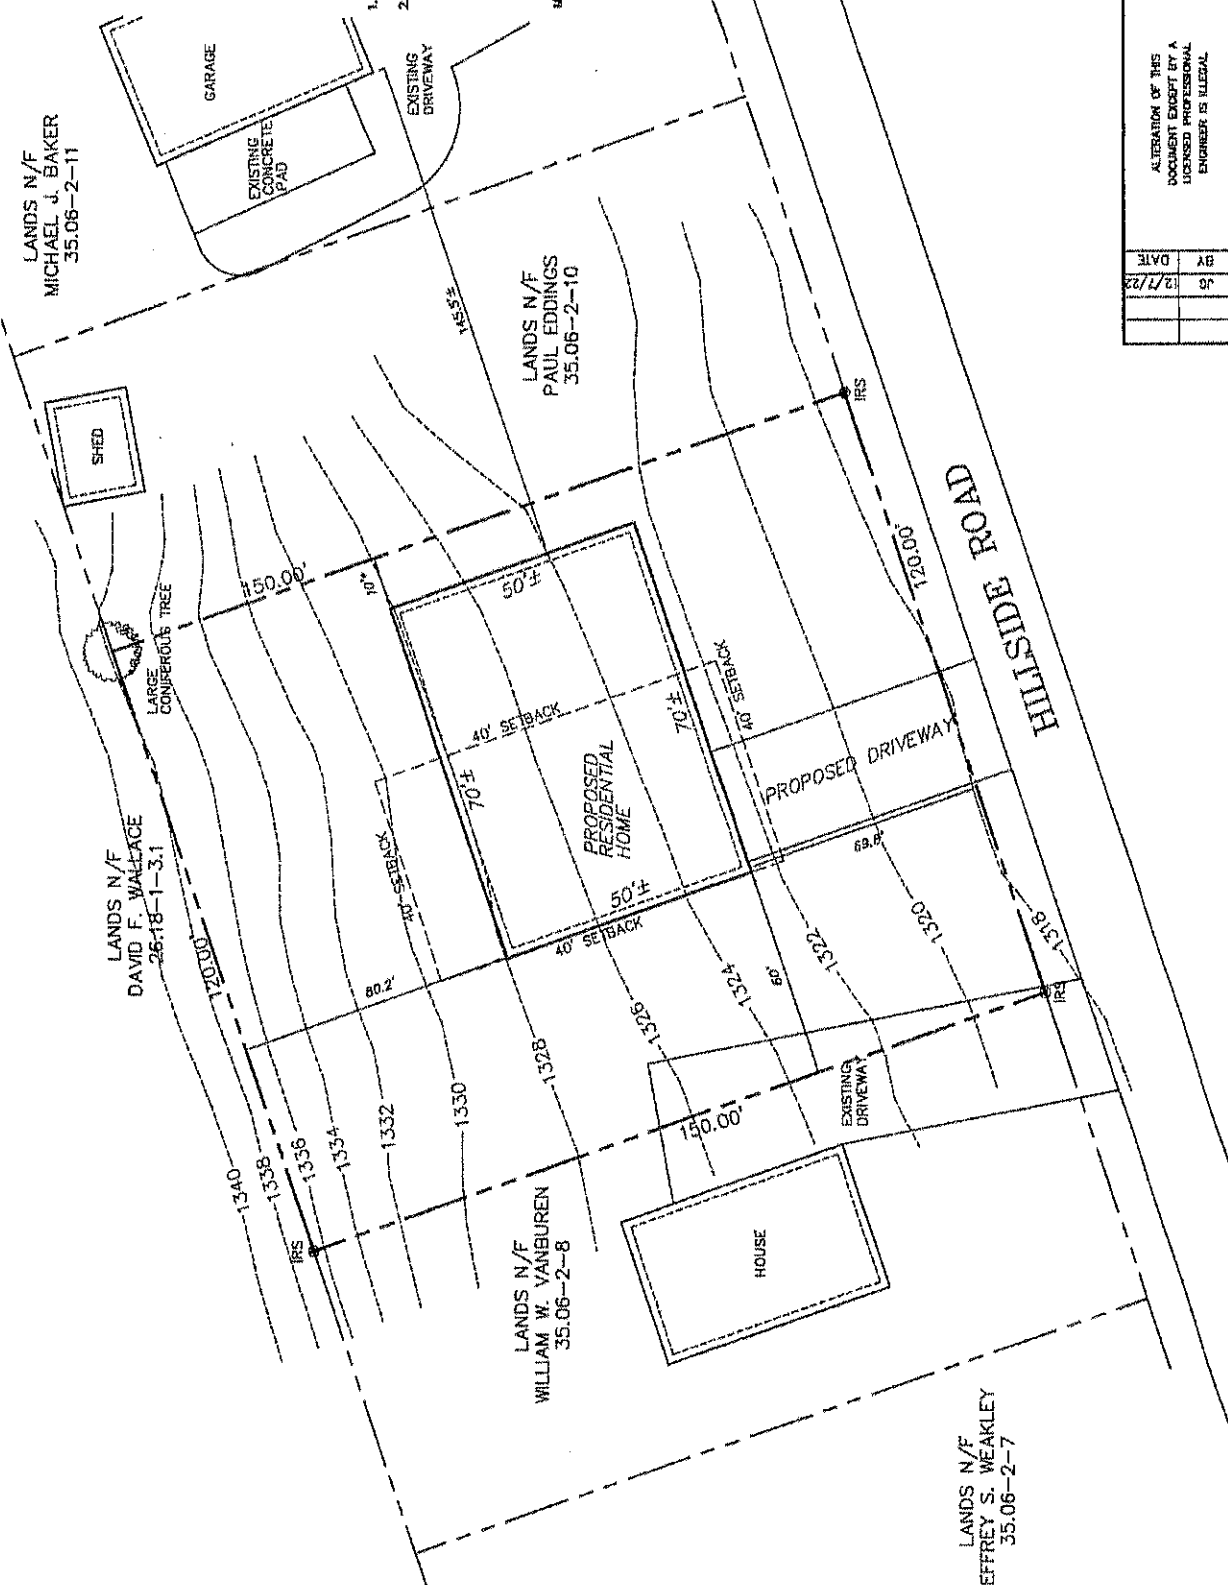 LANDS N/F
MICHAEL J. BAKER
35.06-2-11
GARAGE
EXISTING
CONCRETE
PAD
EXISTING
DRIVEWAY
1.
2.
SHED
LANDS N/F
PAUL EDDINGS
35.06-2-10
145.5'±
LARGE
CONIFEROUS TREE
150.00'
10'±
LANDS N/F
DAVID F. WALLACE
26.18-1-3.1
120.00'
80.2'
40' SETBACK
40' SETBACK
70'±
50'±
PROPOSED
RESIDENTIAL
HOME
70'±
50'±
40' SETBACK
40' SETBACK
PROPOSED DRIVEWAY
69.8'
60'
120.00'
IRS
HILLSIDE ROAD
1340
1338
1336
1334
1332
1330
1328
1326
1324
1322
1320
1318
IRS
IRS
150.00'
EXISTING
DRIVEWAY
LANDS N/F
WILLIAM W. VANBUREN
35.06-2-8
HOUSE
LANDS N/F
EFFREY S. WEAKLEY
35.06-2-7
ALTERATION OF THIS
DOCUMENT EXCEPT BY A
LICENSED PROFESSIONAL
ENGINEER IS ILLEGAL
DATE
BY
12/7/22
JG